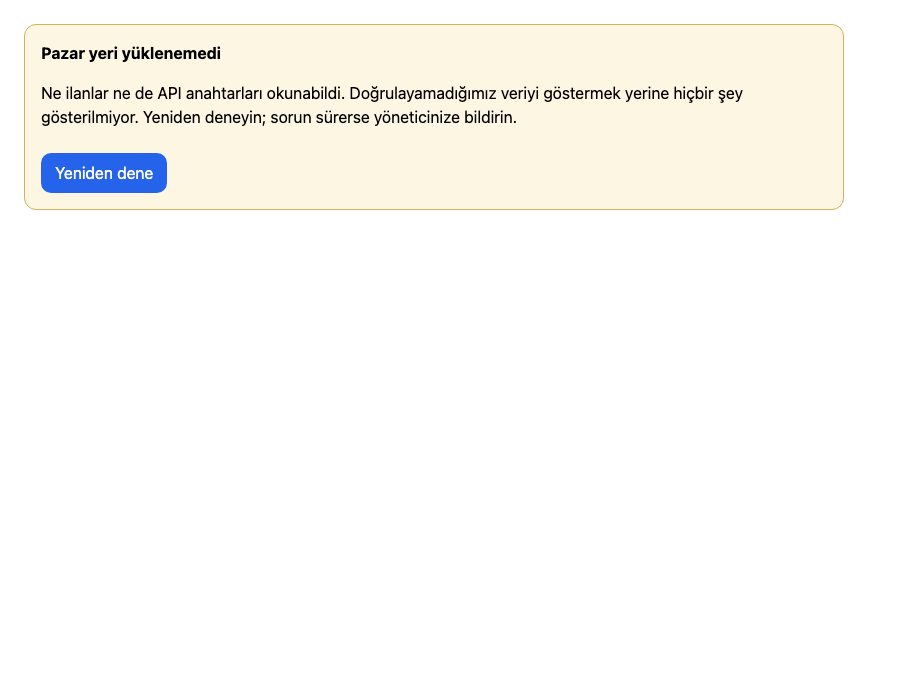 Pazar yeri yüklenemedi
Ne ilanlar ne de API anahtarları okunabildi. Doğrulayamadığımız veriyi göstermek yerine hiçbir şey
gösterilmiyor. Yeniden deneyin; sorun sürerse yöneticinize bildirin.
Yeniden dene